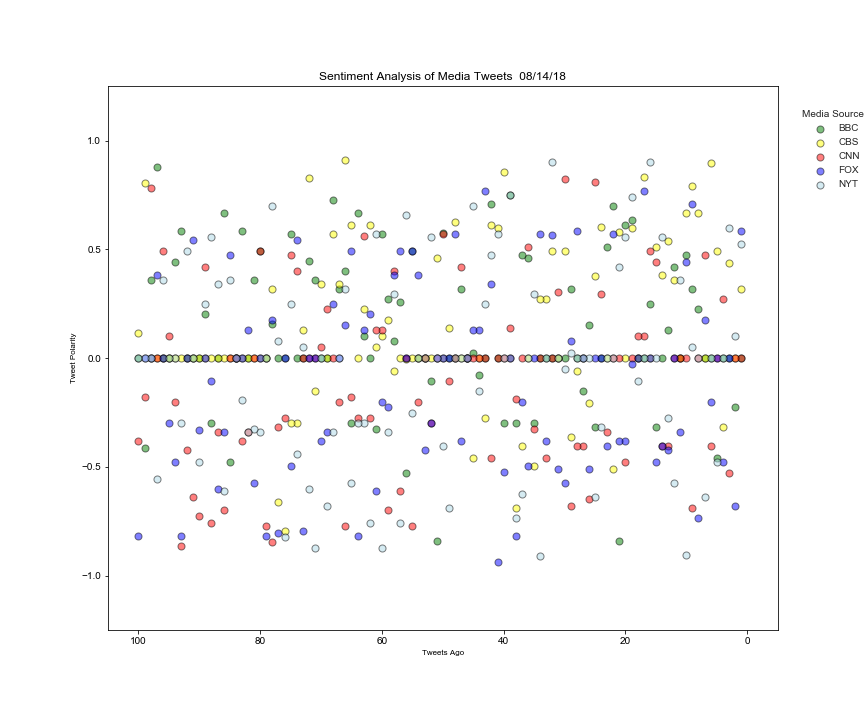 Sentiment Analysis of Media Tweets  08/14/18
Media Source
BBC
CBS
CNN
FOX
NYT
1.0
0.5
0.0
−0.5
−1.0
Tweet Polarity
100
80
60
40
20
0
Tweets Ago